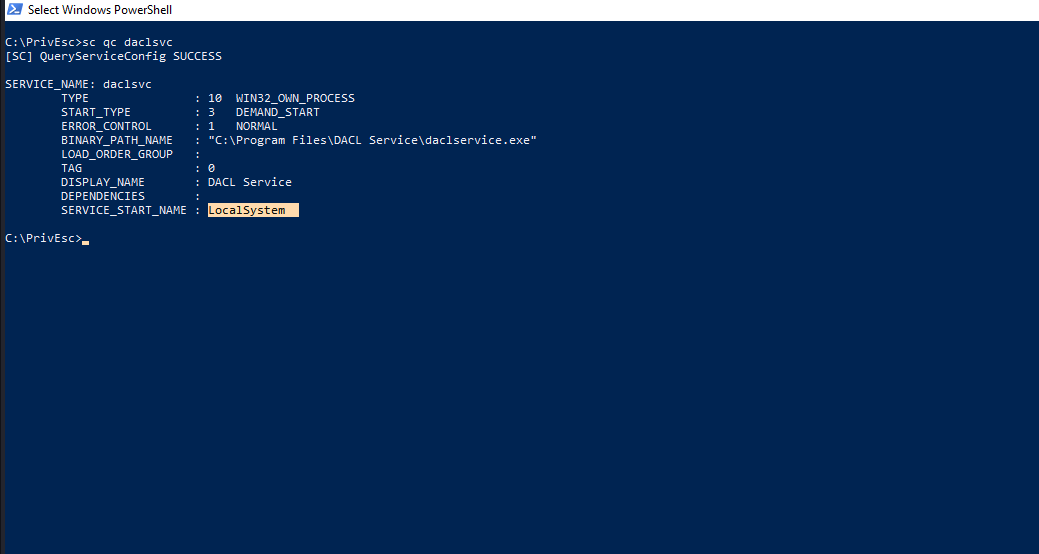 Select Windows PowerShell
C:\PrivEsc>sc qc daclsvc
[SC] QueryServiceConfig SUCCESS
SERVICE_NAME: daclsvc
        TYPE               : 10  WIN32_OWN_PROCESS
        START_TYPE         : 3   DEMAND_START
        ERROR_CONTROL      : 1   NORMAL
        BINARY_PATH_NAME   : "C:\Program Files\DACL Service\daclservice.exe"
        LOAD_ORDER_GROUP   :
        TAG                : 0
        DISPLAY_NAME       : DACL Service
        DEPENDENCIES       :
        SERVICE_START_NAME : LocalSystem
C:\PrivEsc>